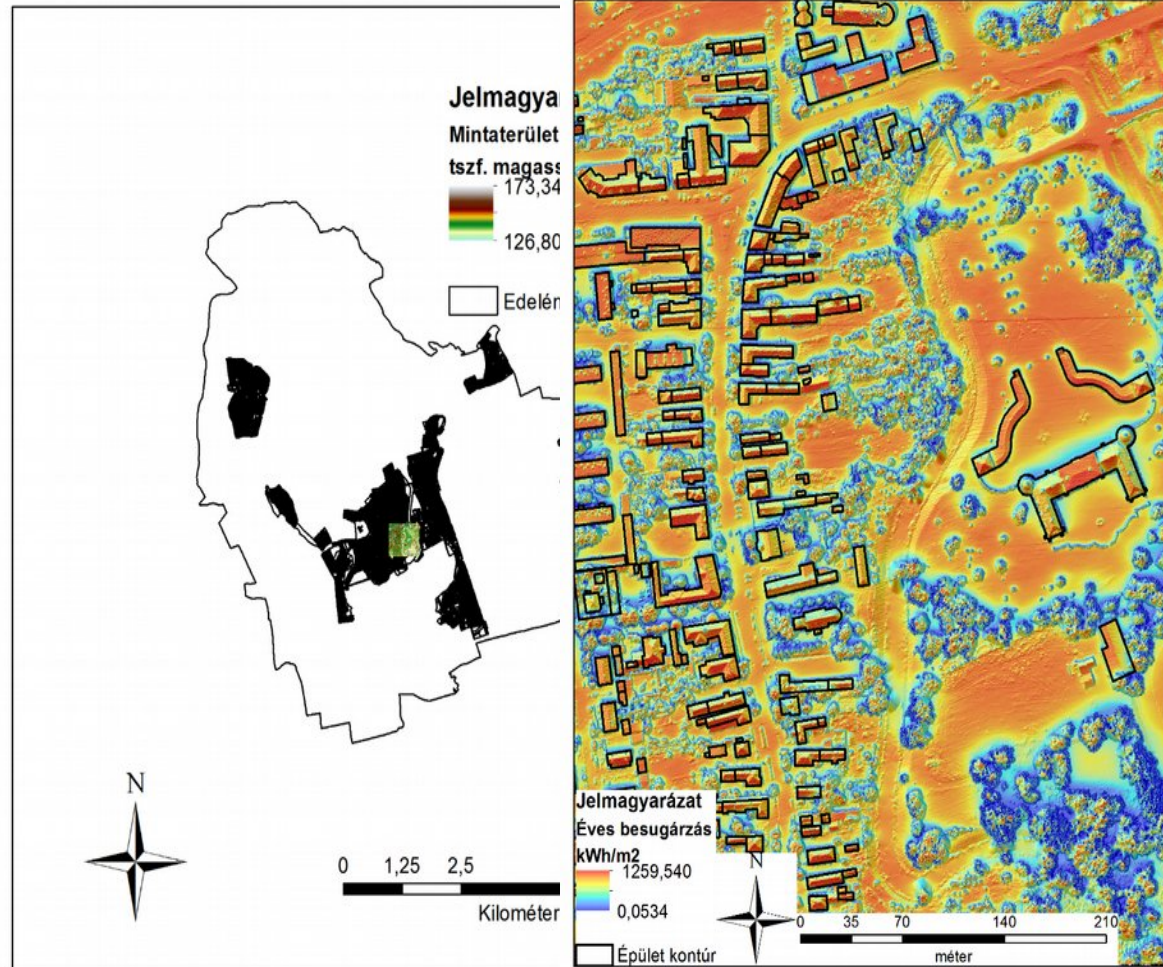 Jelmagya
Mintaterület
tszf. magass
173,34
126,80
Edelén
N
0 1,25 2,5
Kilométer
Jelmagyarázat
Éves besugárzás
kWh/m2
1259,540
0,0534
Épület kontúr
N
0 35 70 140 210
méter